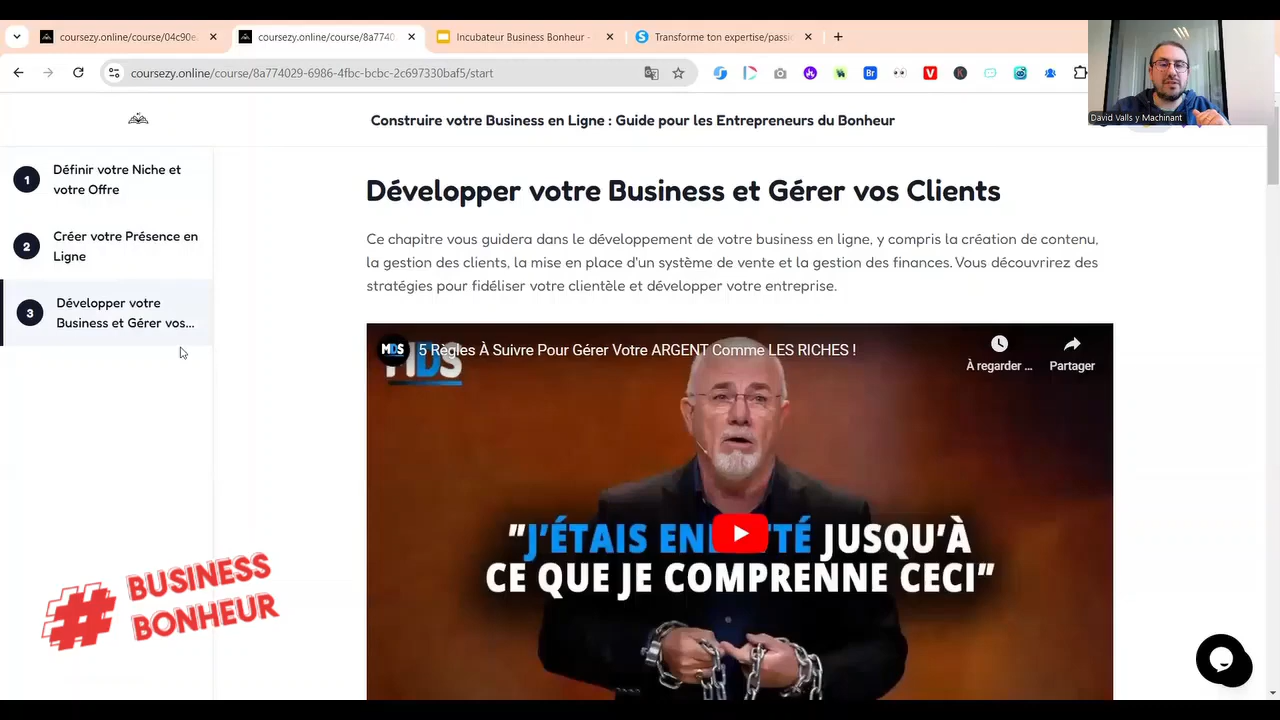 coursezy.online/course/04c90e
coursezy.online/course/8a7740
Incubateur Business Bonheur -
Transforme ton expertise/passi
coursezy.online/course/8a774029-6986-4fbc-bcbc-2c697330baf5/start
David Valls y Machinant
Construire votre Business en Ligne : Guide pour les Entrepreneurs du Bonheur
1
Définir votre Niche et
votre Offre
2
Créer votre Présence en
Ligne
3
Développer votre
Business et Gérer vos...
Développer votre Business et Gérer vos Clients
Ce chapitre vous guidera dans le développement de votre business en ligne, y compris la création de contenu,
la gestion des clients, la mise en place d'un système de vente et la gestion des finances. Vous découvrirez des
stratégies pour fidéliser votre clientèle et développer votre entreprise.
MDS
5 Règles À Suivre Pour Gérer Votre ARGENT Comme LES RICHES !
À regarder ...
Partager
MDS
"J'ÉTAIS ENDETTÉ JUSQU'À
CE QUE JE COMPRENNE CECI"
# BUSINESS
BONHEUR